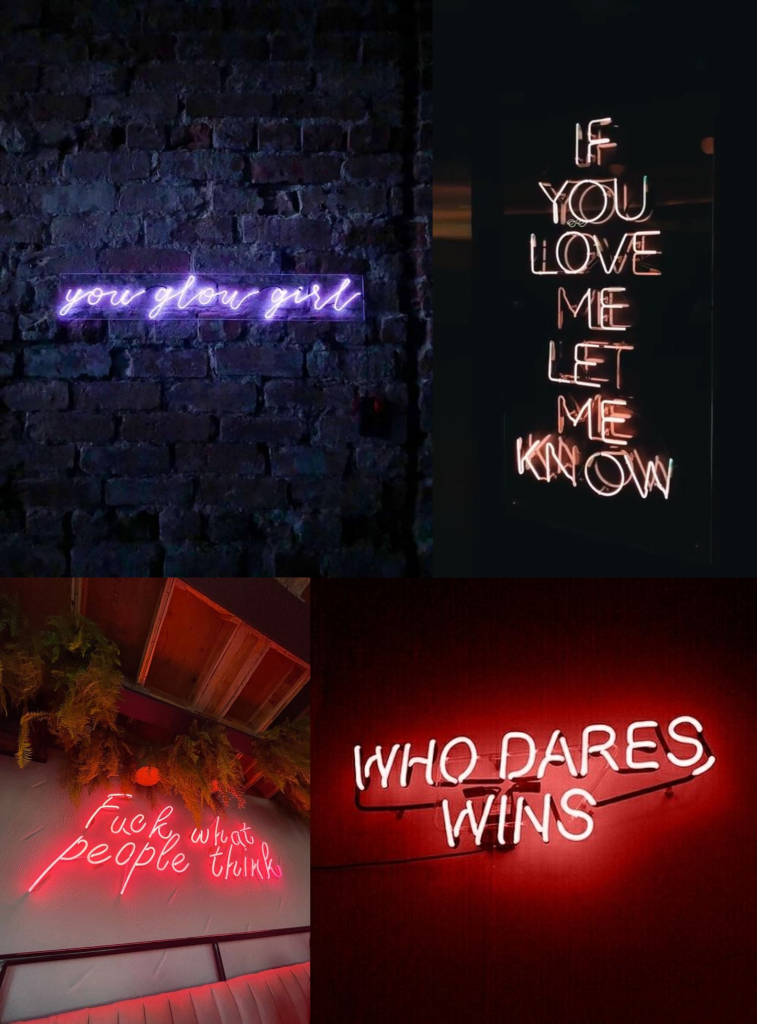 you glow girl
IF
YOU
LOVE
ME
LET
ME
KNOW
Fuck what
people think.
WHO DARES,
WINS